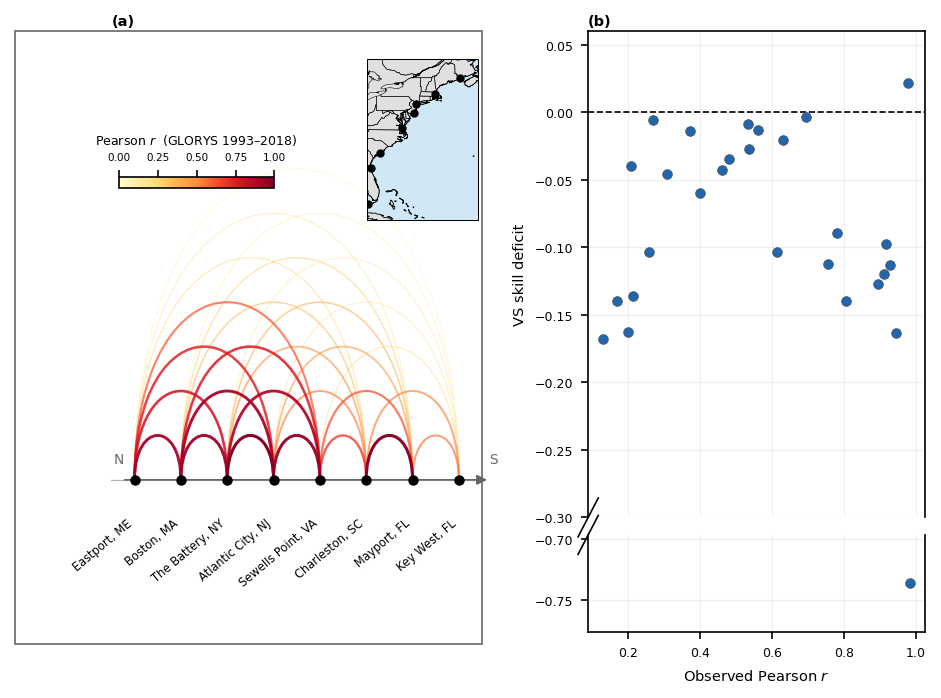 (a)
Pearson r (GLORYS 1993–2018)
0.00 0.25 0.50 0.75 1.00
N
S
Eastport, ME
Boston, MA
The Battery, NY
Atlantic City, NJ
Sewells Point, VA
Charleston, SC
Mayport, FL
Key West, FL
(b)
VS skill deficit
0.05
0.00
−0.05
−0.10
−0.15
−0.20
−0.25
−0.30
−0.70
−0.75
0.2 0.4 0.6 0.8 1.0
Observed Pearson r